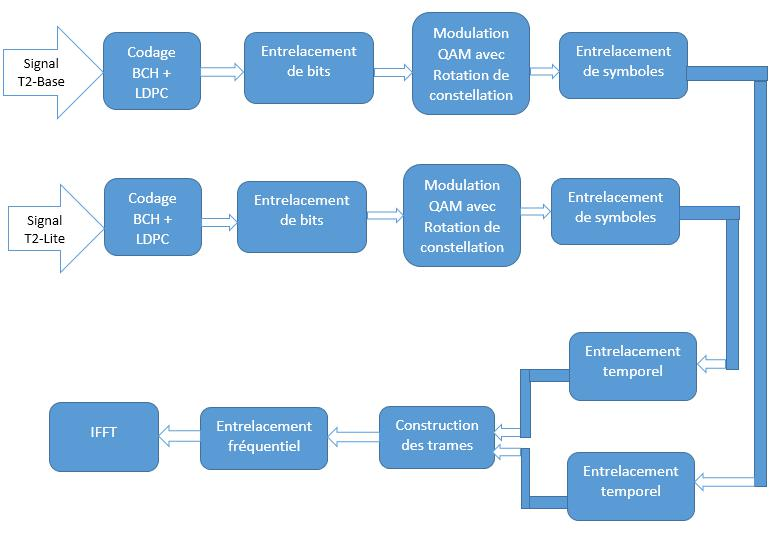 Signal
T2-Base
Codage
BCH +
LDPC
Entrelacement
de bits
Modulation
QAM avec
Rotation de
constellation
Entrelacement
de symboles
Signal
T2-Lite
Codage
BCH +
LDPC
Entrelacement
de bits
Modulation
QAM avec
Rotation de
constellation
Entrelacement
de symboles
Entrelacement
temporel
IFFT
Entrelacement
fréquentiel
Construction
des trames
Entrelacement
temporel